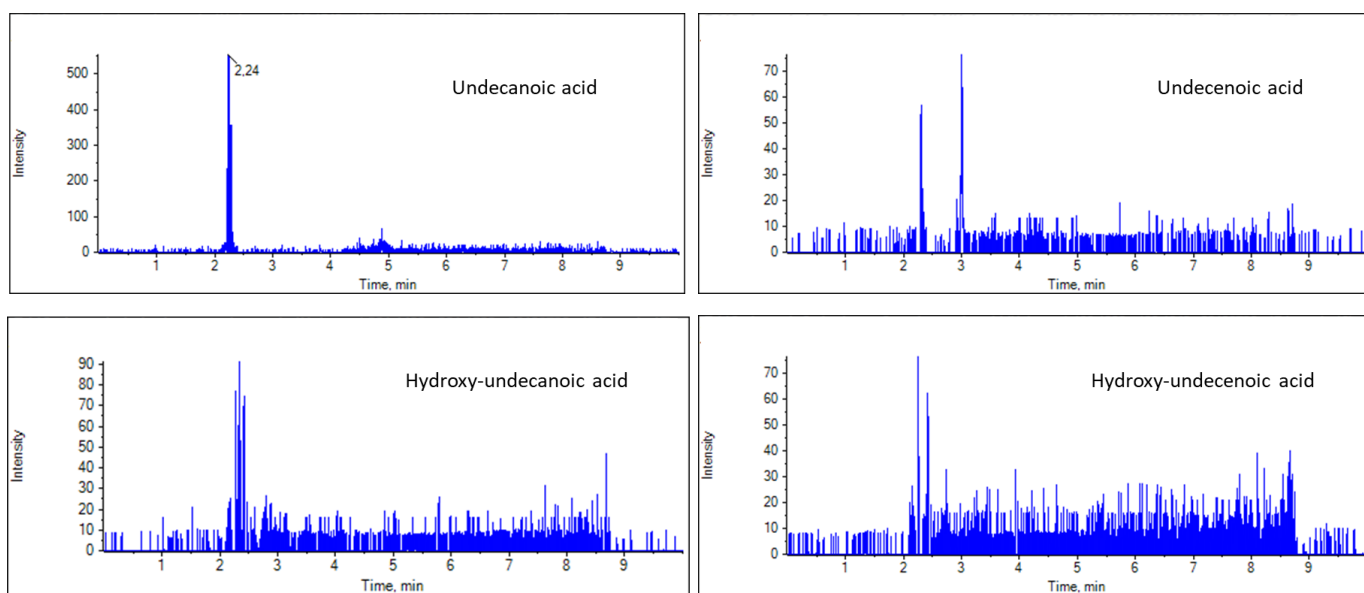 Undecanoic acid
2,24
Intensity
500
400
300
200
100
0
1 2 3 4 5 6 7 8 9
Time, min
Undecenoic acid
Intensity
70
60
50
40
30
20
10
0
1 2 3 4 5 6 7 8 9
Time, min
Hydroxy-undecanoic acid
Intensity
90
80
70
60
50
40
30
20
10
0
1 2 3 4 5 6 7 8 9
Time, min
Hydroxy-undecenoic acid
Intensity
70
60
50
40
30
20
10
0
1 2 3 4 5 6 7 8 9
Time, min